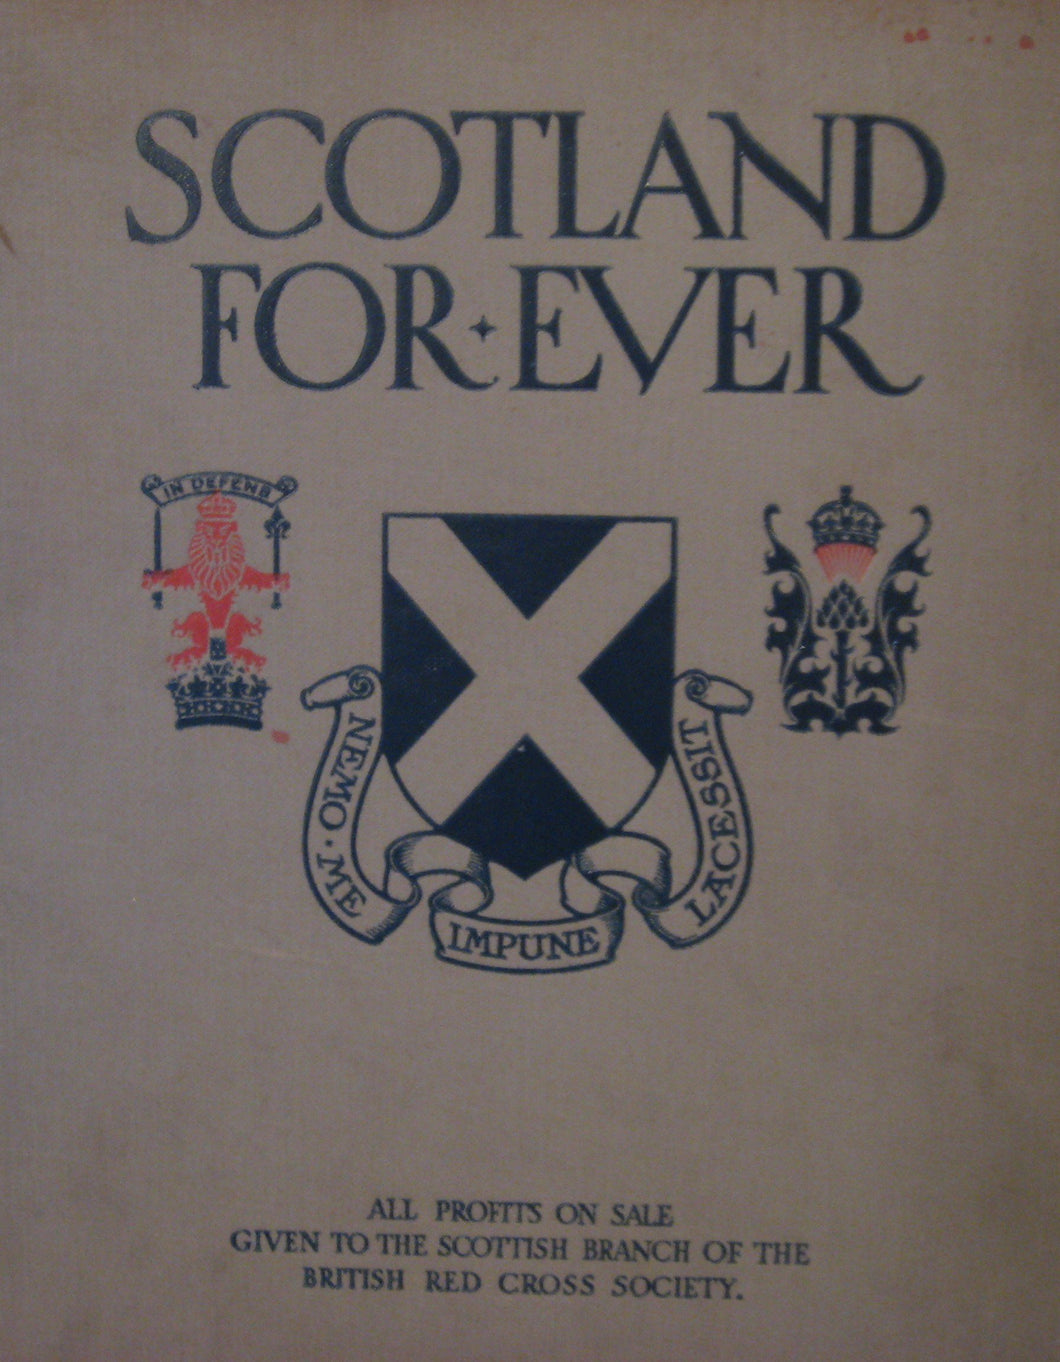 SCOTLAND
FOR·EVER
IN DEFENS
NEMO · ME
IMPUNE
LACESSIT
ALL PROFITS ON SALE
GIVEN TO THE SCOTTISH BRANCH OF THE
BRITISH RED CROSS SOCIETY.